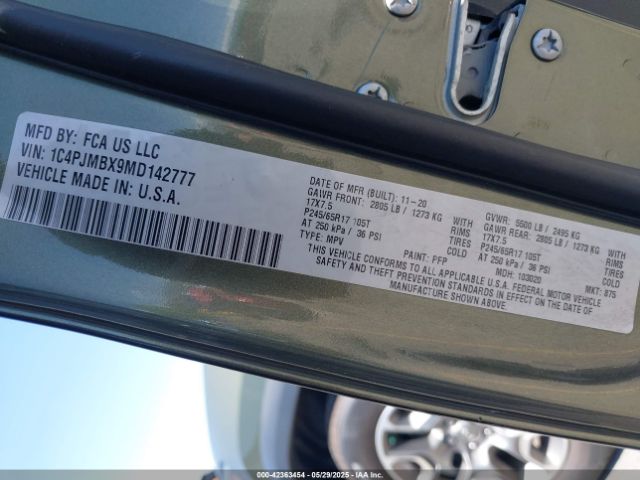 MFD BY: FCA US LLC
VIN: 1C4PJMBX9MD142777
VEHICLE MADE IN: U.S.A.
DATE OF MFR (BUILT): 11-20
GAWR FRONT: 2805 LB / 1273 KG WITH
17X7.5 RIMS
P245/65R17 105T TIRES
AT 250 kPa / 36 PSI COLD
TYPE: MPV PAINT: PFP
GVWR: 5500 LB / 2495 KG
GAWR REAR: 2805 LB / 1273 KG WITH
17X7.5 RIMS
P245/65R17 105T TIRES
AT 250 kPa / 36 PSI COLD
MDH: 103020 MKT: 875
THIS VEHICLE CONFORMS TO ALL APPLICABLE U.S.A. FEDERAL MOTOR VEHICLE
SAFETY AND THEFT PREVENTION STANDARDS IN EFFECT ON THE DATE OF
MANUFACTURE SHOWN ABOVE.
000-42363454 - 05/29/2025 - IAAI.COM